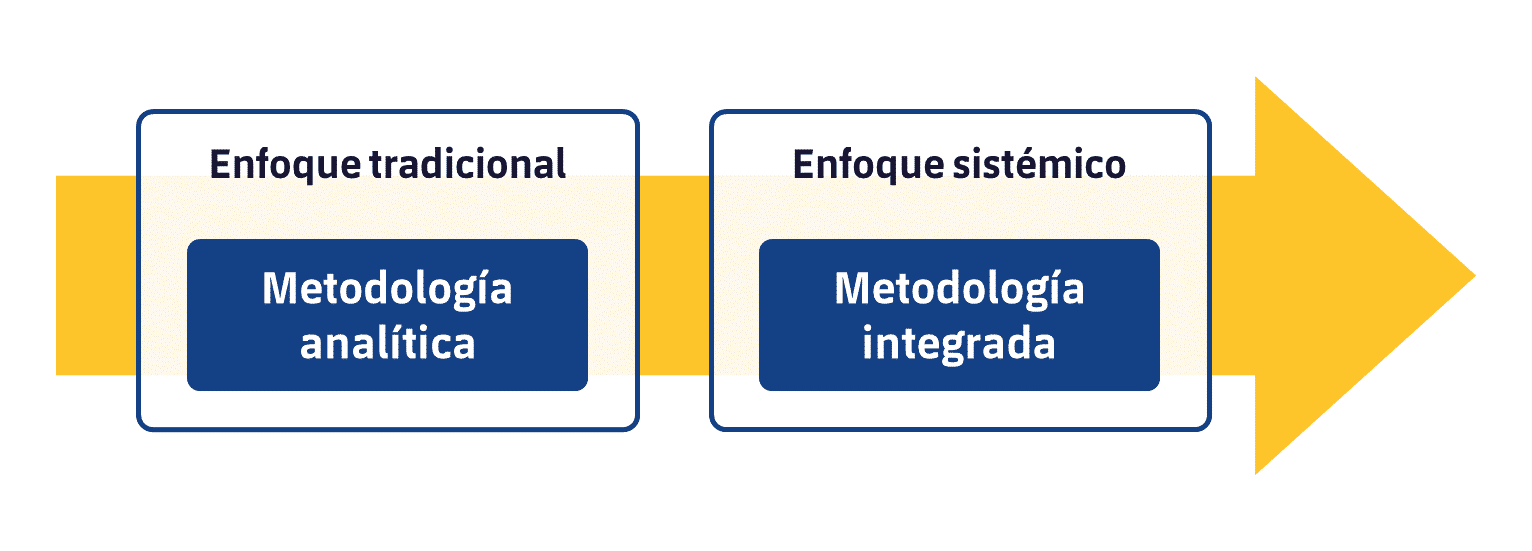 Enfoque tradicional
Metodología
analítica
Enfoque sistémico
Metodología
integrada